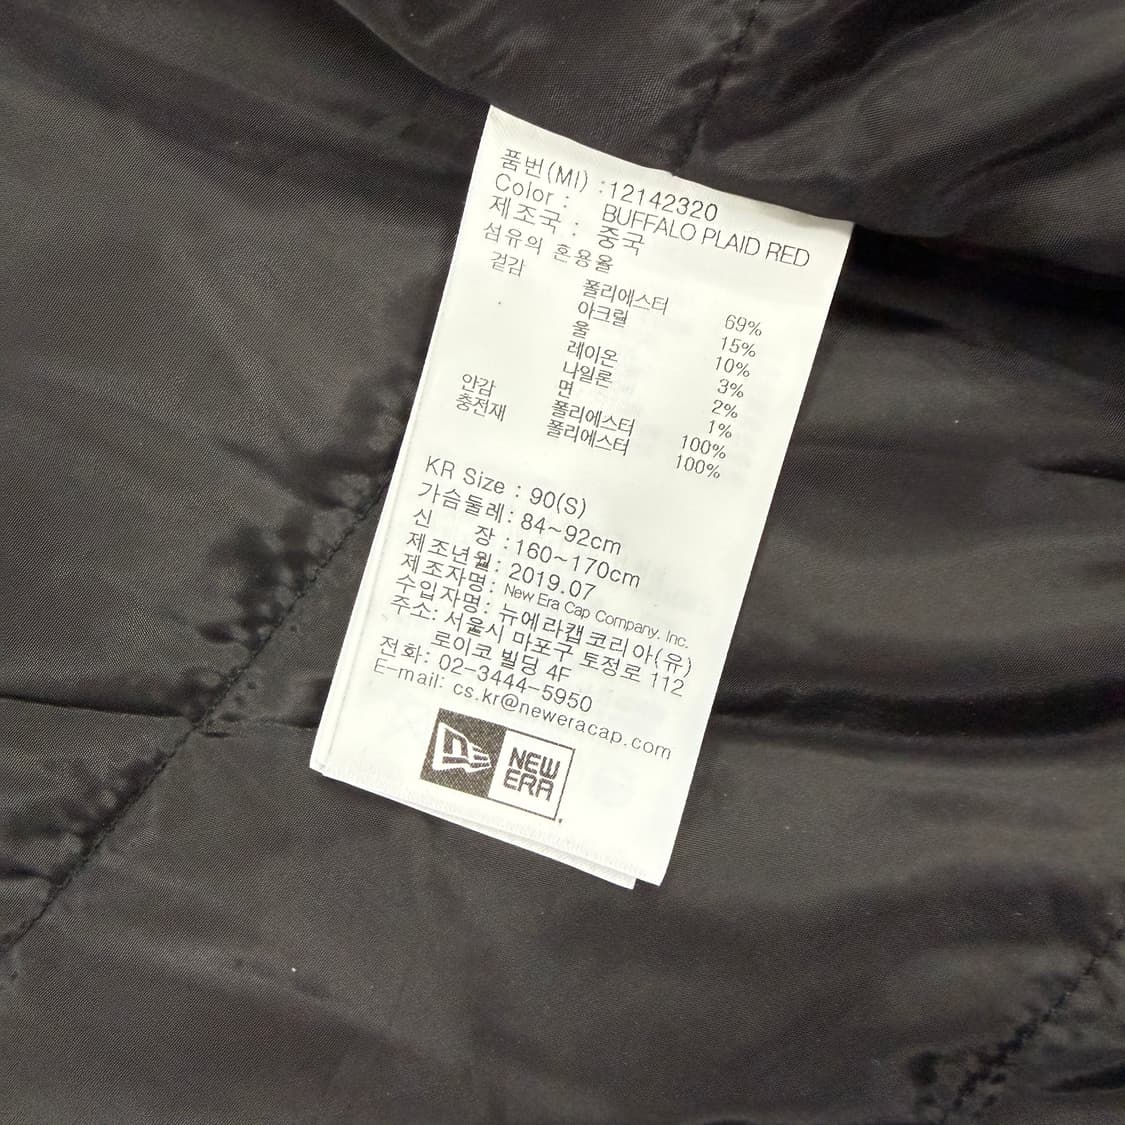 품번(MI) : 12142320
Color : BUFFALO PLAID RED
제조국 : 중국
섬유의 혼용율
겉감 폴리에스터 69%
아크릴 15%
울 10%
레이온 3%
나일론 2%
면 1%
안감 폴리에스터 100%
충전재 폴리에스터 100%
KR Size : 90(S)
가슴둘레 : 84~92cm
신 장 : 160~170cm
제조년월 : 2019.07
제조자명 : New Era Cap Company, Inc.
수입자명 : 뉴에라캡코리아(유)
주소: 서울시 마포구 토정로 112
로이코 빌딩 4F
전화: 02-3444-5950
E-mail: cs.kr@neweracap.com
NEW
ERA